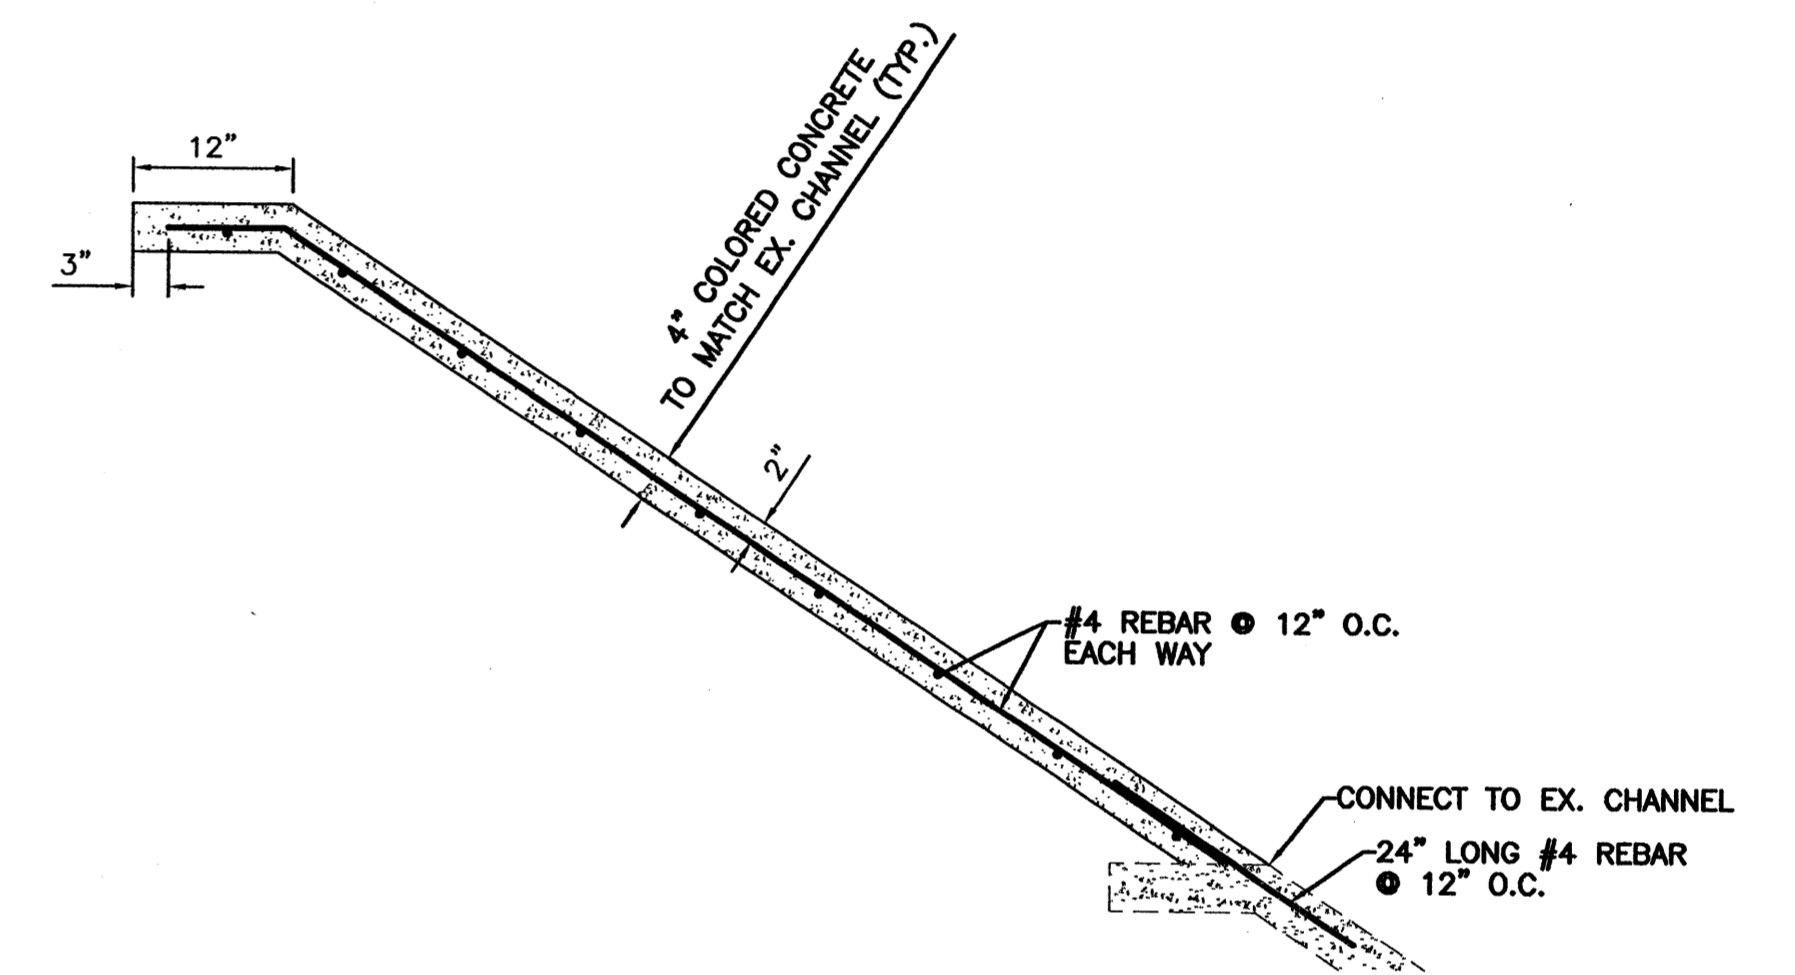 12"
3"
4" COLORED CONCRETE
TO MATCH EX. CHANNEL (TYP.)
2"
#4 REBAR @ 12" O.C.
EACH WAY
CONNECT TO EX. CHANNEL
24" LONG #4 REBAR
@ 12" O.C.